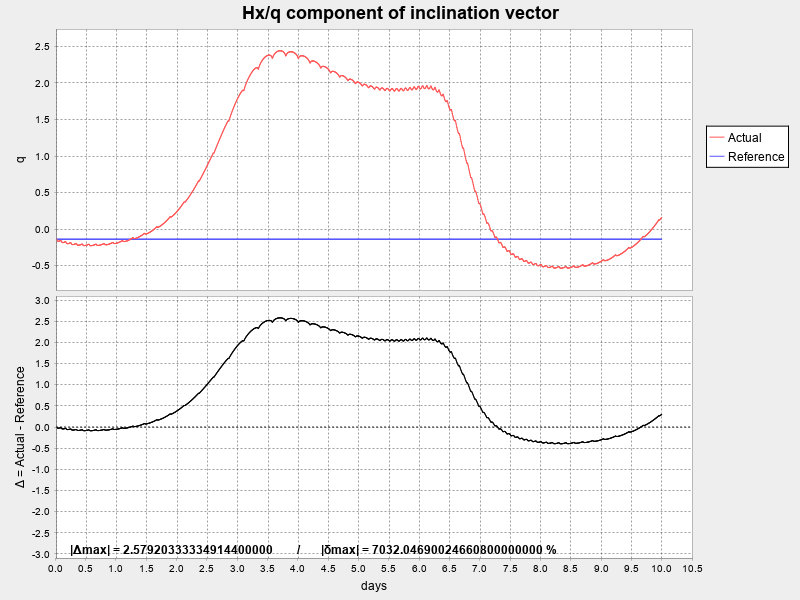 Hx/q component of inclination vector
2.5
2.0
1.5
1.0
0.5
0.0
-0.5
q
Actual
Reference
3.0
2.5
2.0
1.5
1.0
0.5
0.0
-0.5
-1.0
-1.5
-2.0
-2.5
-3.0
Δ = Actual - Reference
|Δmax| = 2.57920333334914400000 / |δmax| = 7032.04690024660800000000 %
0.0 0.5 1.0 1.5 2.0 2.5 3.0 3.5 4.0 4.5 5.0 5.5 6.0 6.5 7.0 7.5 8.0 8.5 9.0 9.5 10.0 10.5
days